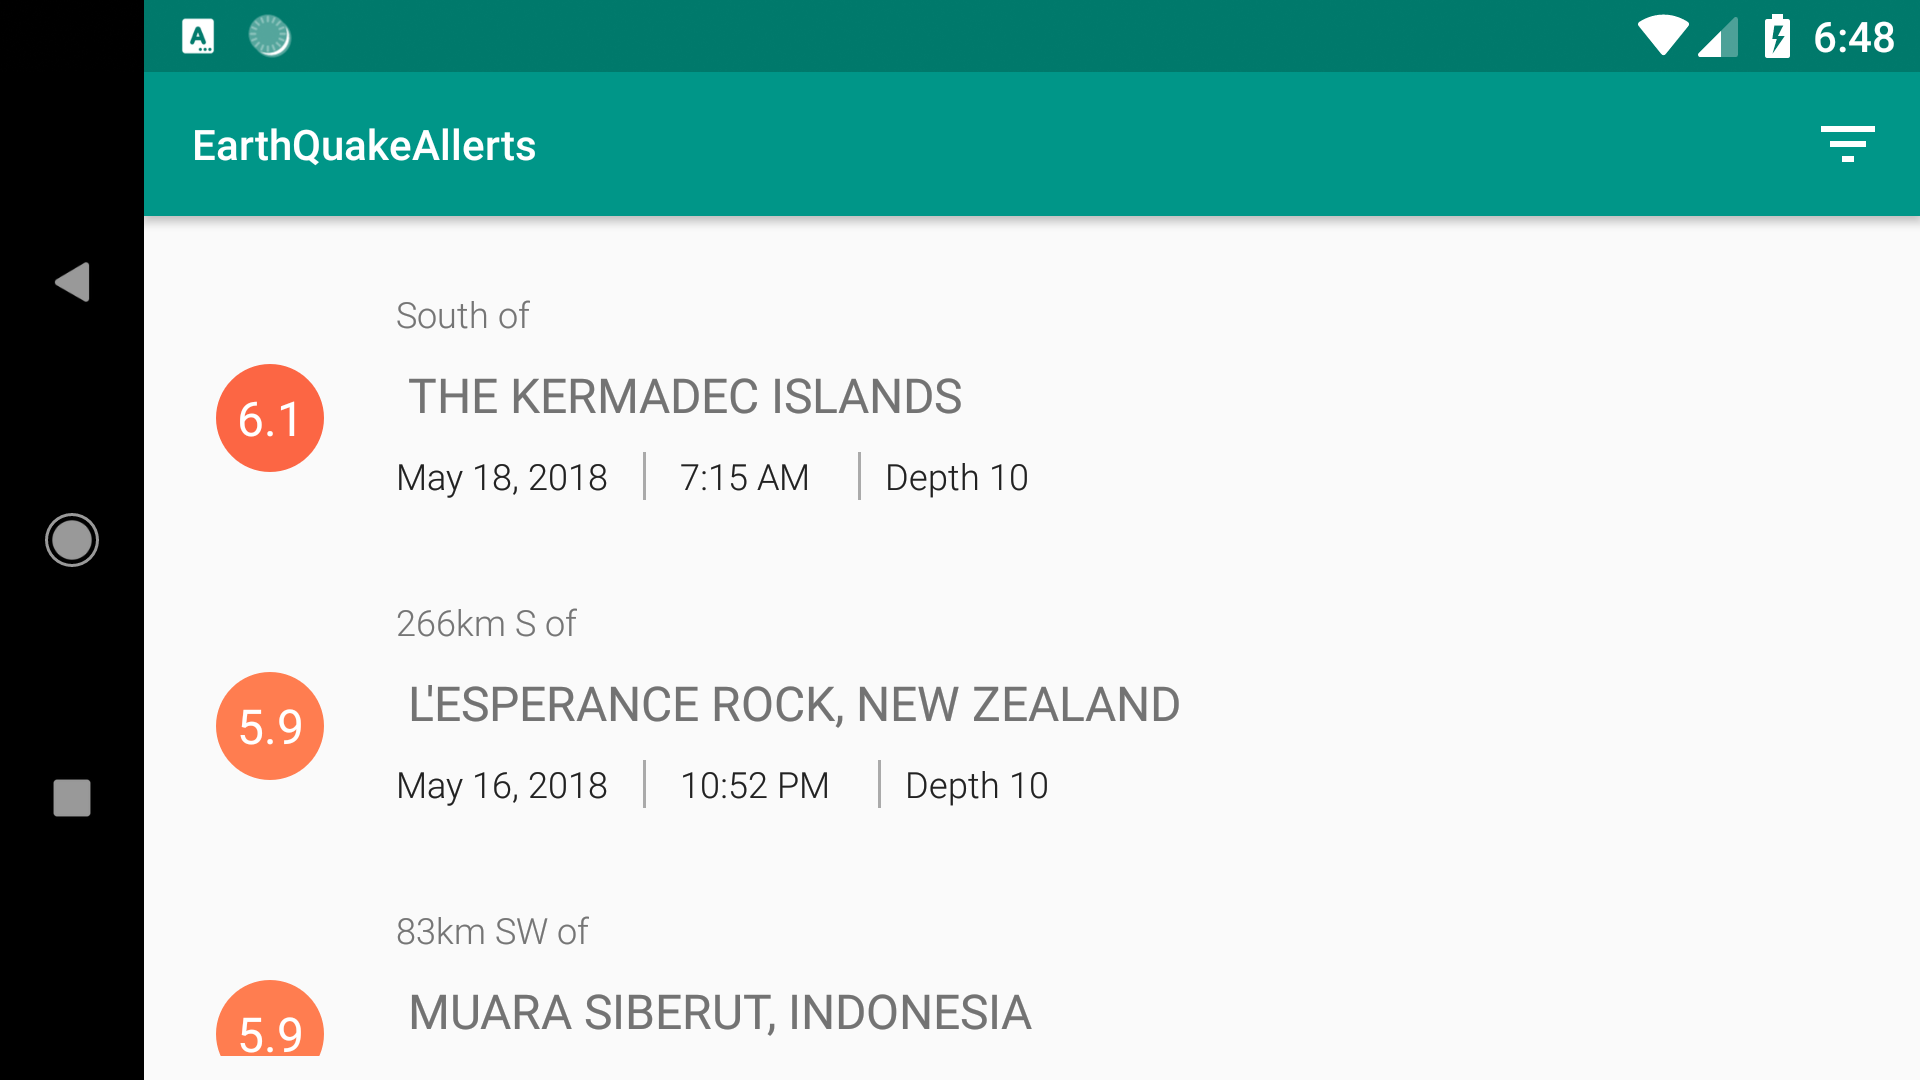 6:48
EarthQuakeAllerts
South of
6.1
THE KERMADEC ISLANDS
May 18, 2018 7:15 AM Depth 10
266km S of
5.9
L'ESPERANCE ROCK, NEW ZEALAND
May 16, 2018 10:52 PM Depth 10
83km SW of
5.9
MUARA SIBERUT, INDONESIA